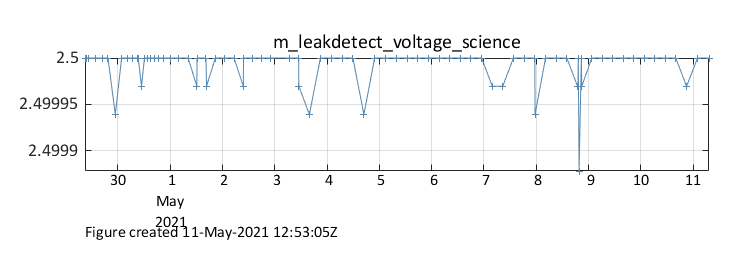 m_leakdetect_voltage_science
2.5
2.49995
2.4999
30 1 2 3 4 5 6 7 8 9 10 11
May
2021
Figure created 11-May-2021 12:53:05Z